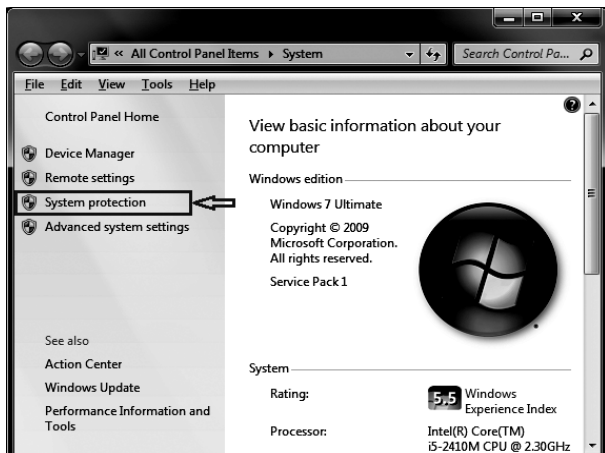 All Control Panel Items
System
Search Control Pa...
File Edit View Tools Help
Control Panel Home
Device Manager
Remote settings
System protection
Advanced system settings
See also
Action Center
Windows Update
Performance Information and
Tools
View basic information about your
computer
Windows edition
Windows 7 Ultimate
Copyright © 2009
Microsoft Corporation.
All rights reserved.
Service Pack 1
System
Rating:
5.5 Windows
Experience Index
Processor:
Intel(R) Core(TM)
i5-2410M CPU @ 2.30GHz